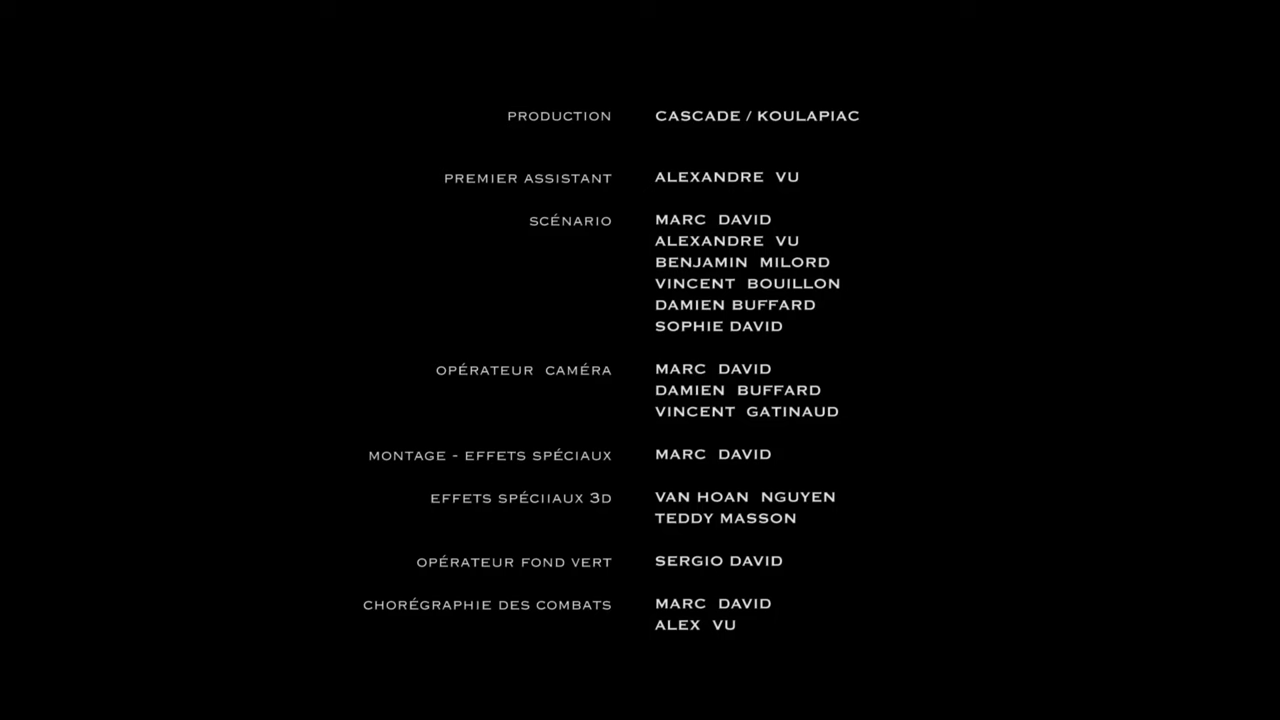 PRODUCTION CASCADE / KOULAPIAC
PREMIER ASSISTANT ALEXANDRE VU
SCÉNARIO MARC DAVID
ALEXANDRE VU
BENJAMIN MILORD
VINCENT BOUILLON
DAMIEN BUFFARD
SOPHIE DAVID
OPÉRATEUR CAMÉRA MARC DAVID
DAMIEN BUFFARD
VINCENT GATINAUD
MONTAGE - EFFETS SPÉCIAUX MARC DAVID
EFFETS SPÉCIIAUX 3D VAN HOAN NGUYEN
TEDDY MASSON
OPÉRATEUR FOND VERT SERGIO DAVID
CHORÉGRAPHIE DES COMBATS MARC DAVID
ALEX VU